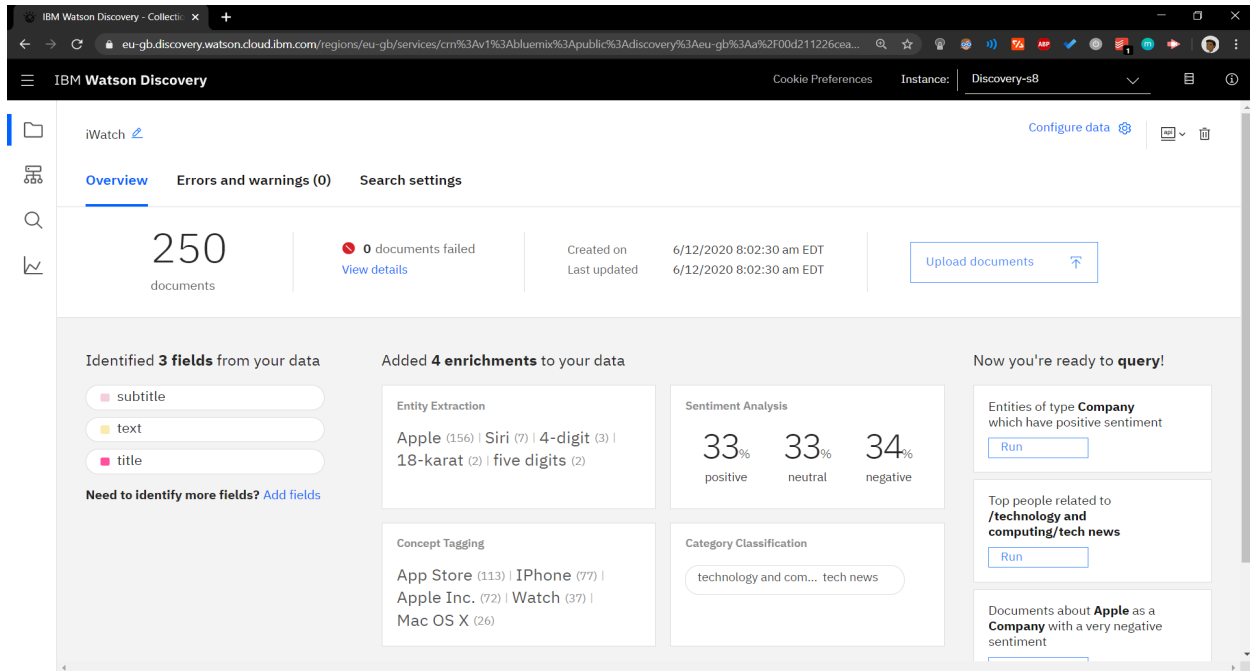 IBM Watson Discovery - Collectio
eu-gb.discovery.watson.cloud.ibm.com/regions/eu-gb/services/crn%3Av1%3Abluemix%3Apublic%3Adiscovery%3Aeu-gb%3Aa%2F00d211226cea...
ABP
1
m
IBM Watson Discovery
Cookie Preferences
Instance:
Discovery-s8
iWatch
Configure data
api
Overview
Errors and warnings (0)
Search settings
250
documents
0 documents failed
View details
Created on 6/12/2020 8:02:30 am EDT
Last updated 6/12/2020 8:02:30 am EDT
Upload documents
Identified 3 fields from your data
subtitle
text
title
Need to identify more fields? Add fields
Added 4 enrichments to your data
Entity Extraction
Apple (156) | Siri (7) | 4-digit (3) |
18-karat (2) | five digits (2)
Sentiment Analysis
33% 33% 34%
positive neutral negative
Concept Tagging
App Store (113) | IPhone (77) |
Apple Inc. (72) | Watch (37) |
Mac OS X (26)
Category Classification
technology and com... tech news
Now you're ready to query!
Entities of type Company
which have positive sentiment
Run
Top people related to
/technology and
computing/tech news
Run
Documents about Apple as a
Company with a very negative
sentiment